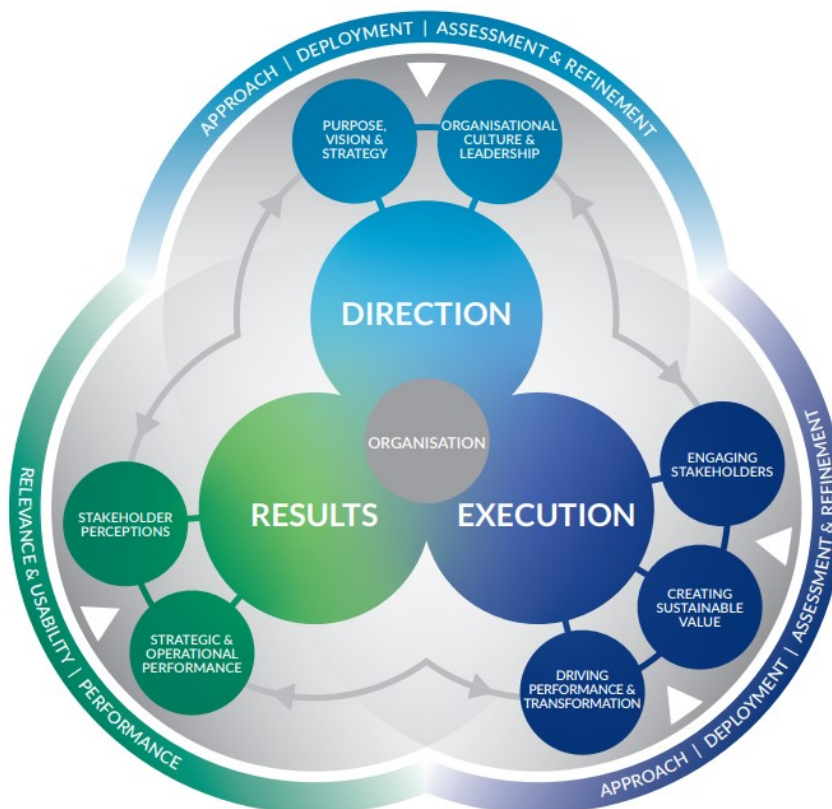 APPROACH | DEPLOYMENT | ASSESSMENT & REFINEMENT
PURPOSE,
VISION &
STRATEGY
ORGANISATIONAL
CULTURE &
LEADERSHIP
DIRECTION
ORGANISATION
RESULTS
EXECUTION
ENGAGING
STAKEHOLDERS
CREATING
SUSTAINABLE
VALUE
DRIVING
PERFORMANCE &
TRANSFORMATION
STAKEHOLDER
PERCEPTIONS
STRATEGIC &
OPERATIONAL
PERFORMANCE
RELEVANCE & USABILITY | PERFORMANCE
APPROACH | DEPLOYMENT | ASSESSMENT & REFINEMENT